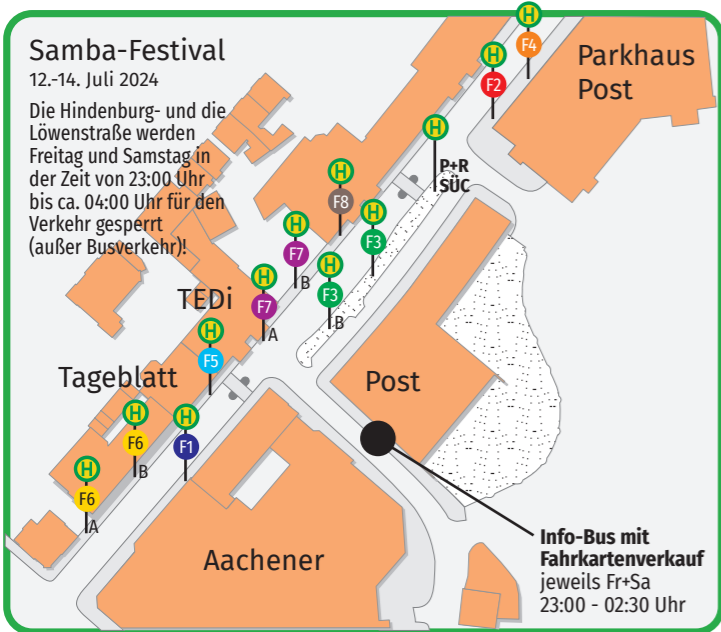 Samba-Festival
12.-14. Juli 2024
Die Hindenburg- und die
Löwenstraße werden
Freitag und Samstag in
der Zeit von 23:00 Uhr
bis ca. 04:00 Uhr für den
Verkehr gesperrt
(außer Busverkehr)!
H
F4
H
F2
Parkhaus
Post
H
P+R
SÜC
H
F8
H
F3
H
F7
B
H
F3
B
H
F7
A
TEDi
H
F5
Tageblatt
Post
H
F6
B
H
F1
H
F6
A
Aachener
Info-Bus mit
Fahrkartenverkauf
jeweils Fr+Sa
23:00 - 02:30 Uhr